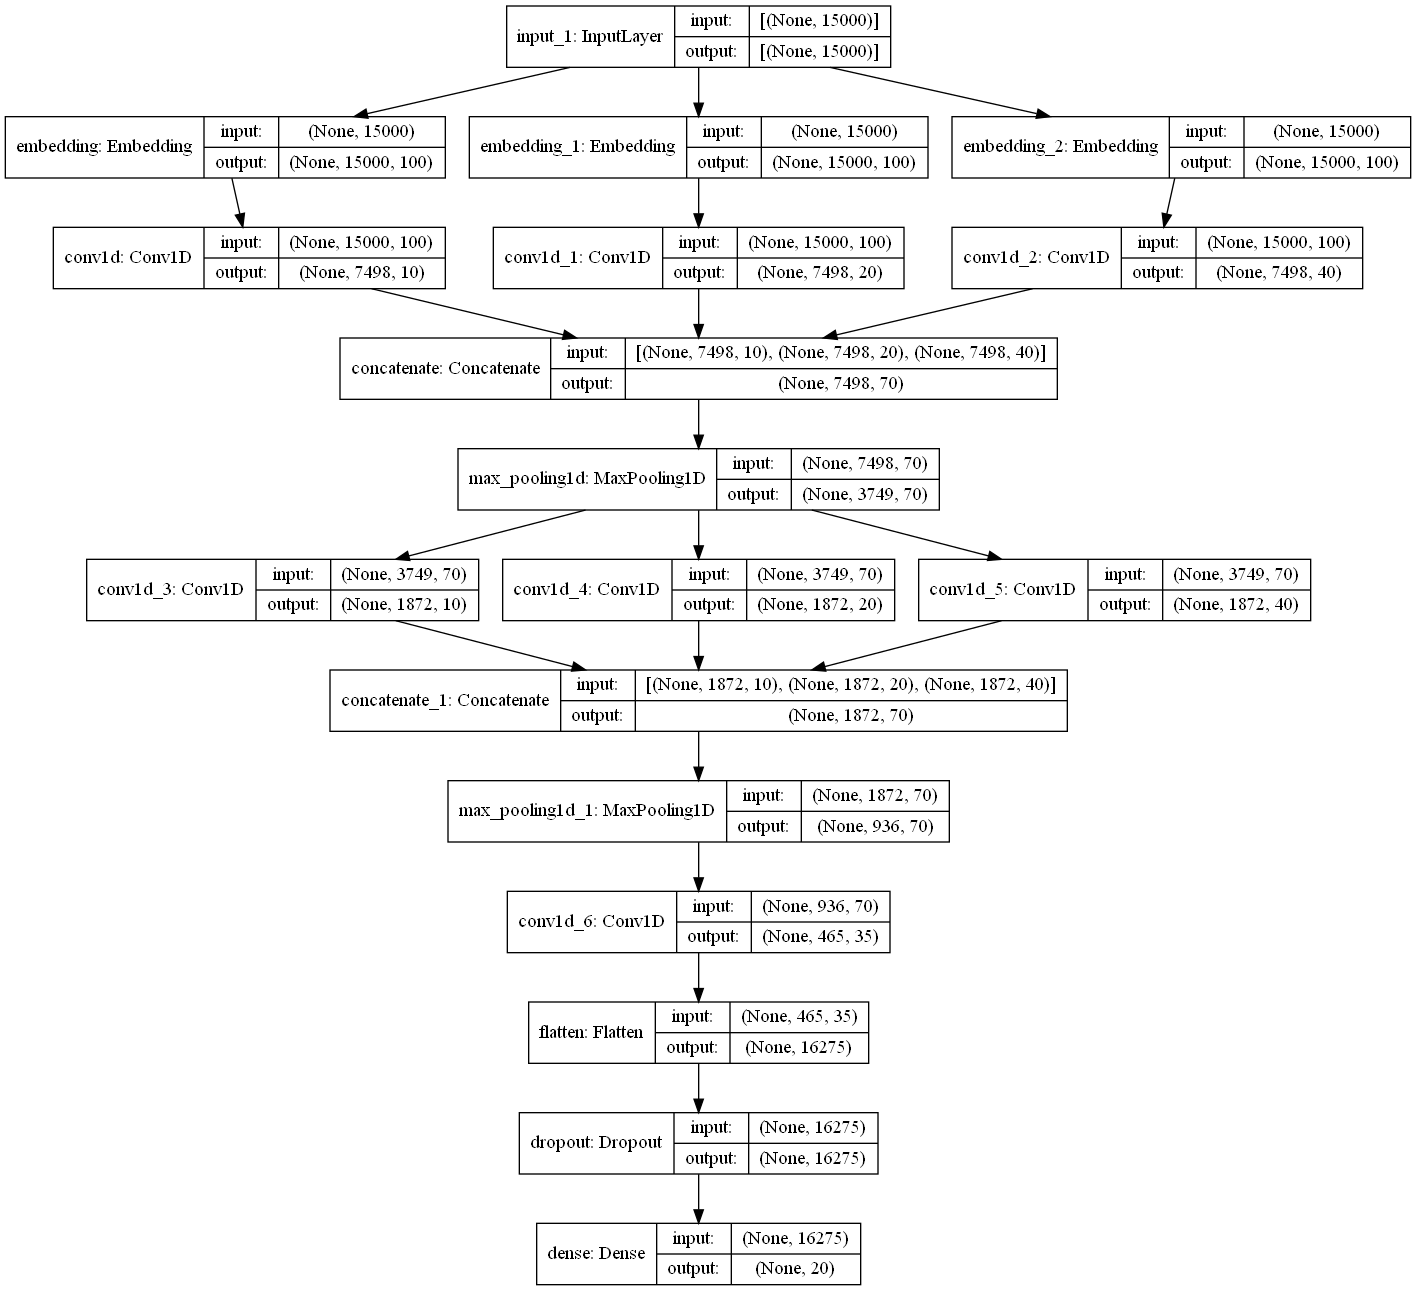 input_1: InputLayer
input: [(None, 15000)]
output: [(None, 15000)]
embedding: Embedding
input: (None, 15000)
output: (None, 15000, 100)
embedding_1: Embedding
input: (None, 15000)
output: (None, 15000, 100)
embedding_2: Embedding
input: (None, 15000)
output: (None, 15000, 100)
conv1d: Conv1D
input: (None, 15000, 100)
output: (None, 7498, 10)
conv1d_1: Conv1D
input: (None, 15000, 100)
output: (None, 7498, 20)
conv1d_2: Conv1D
input: (None, 15000, 100)
output: (None, 7498, 40)
concatenate: Concatenate
input: [(None, 7498, 10), (None, 7498, 20), (None, 7498, 40)]
output: (None, 7498, 70)
max_pooling1d: MaxPooling1D
input: (None, 7498, 70)
output: (None, 3749, 70)
conv1d_3: Conv1D
input: (None, 3749, 70)
output: (None, 1872, 10)
conv1d_4: Conv1D
input: (None, 3749, 70)
output: (None, 1872, 20)
conv1d_5: Conv1D
input: (None, 3749, 70)
output: (None, 1872, 40)
concatenate_1: Concatenate
input: [(None, 1872, 10), (None, 1872, 20), (None, 1872, 40)]
output: (None, 1872, 70)
max_pooling1d_1: MaxPooling1D
input: (None, 1872, 70)
output: (None, 936, 70)
conv1d_6: Conv1D
input: (None, 936, 70)
output: (None, 465, 35)
flatten: Flatten
input: (None, 465, 35)
output: (None, 16275)
dropout: Dropout
input: (None, 16275)
output: (None, 16275)
dense: Dense
input: (None, 16275)
output: (None, 20)